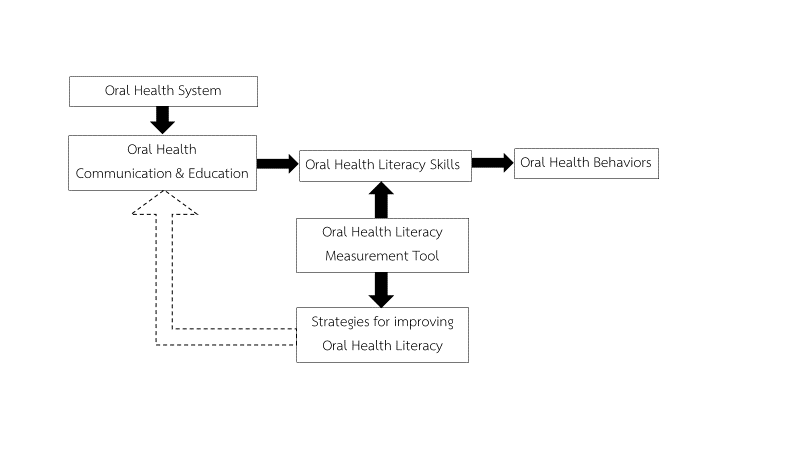 Oral Health System
Oral Health
Communication & Education
Oral Health Literacy Skills
Oral Health Behaviors
Oral Health Literacy
Measurement Tool
Strategies for improving
Oral Health Literacy